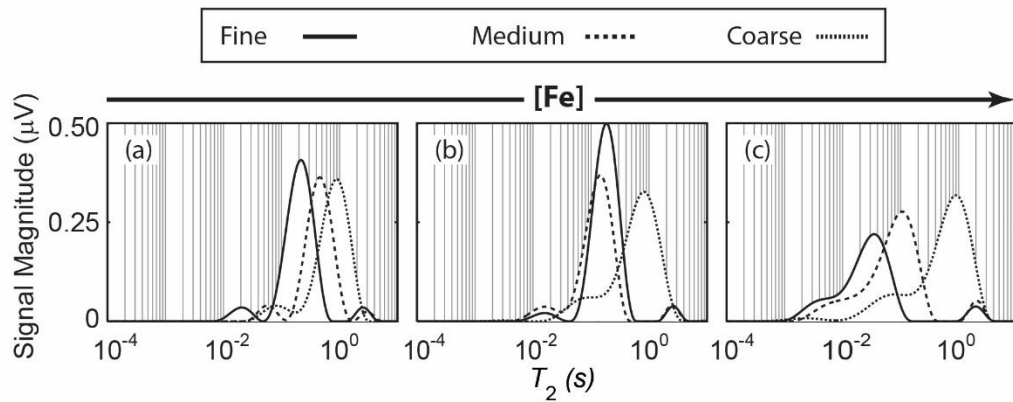 Fine Medium Coarse
[Fe]
Signal Magnitude (μV)
0.50
0.25
0
(a) (b) (c)
10⁻⁴ 10⁻² 10⁰ 10⁻⁴ 10⁻² 10⁰ 10⁻⁴ 10⁻² 10⁰
T₂ (s)